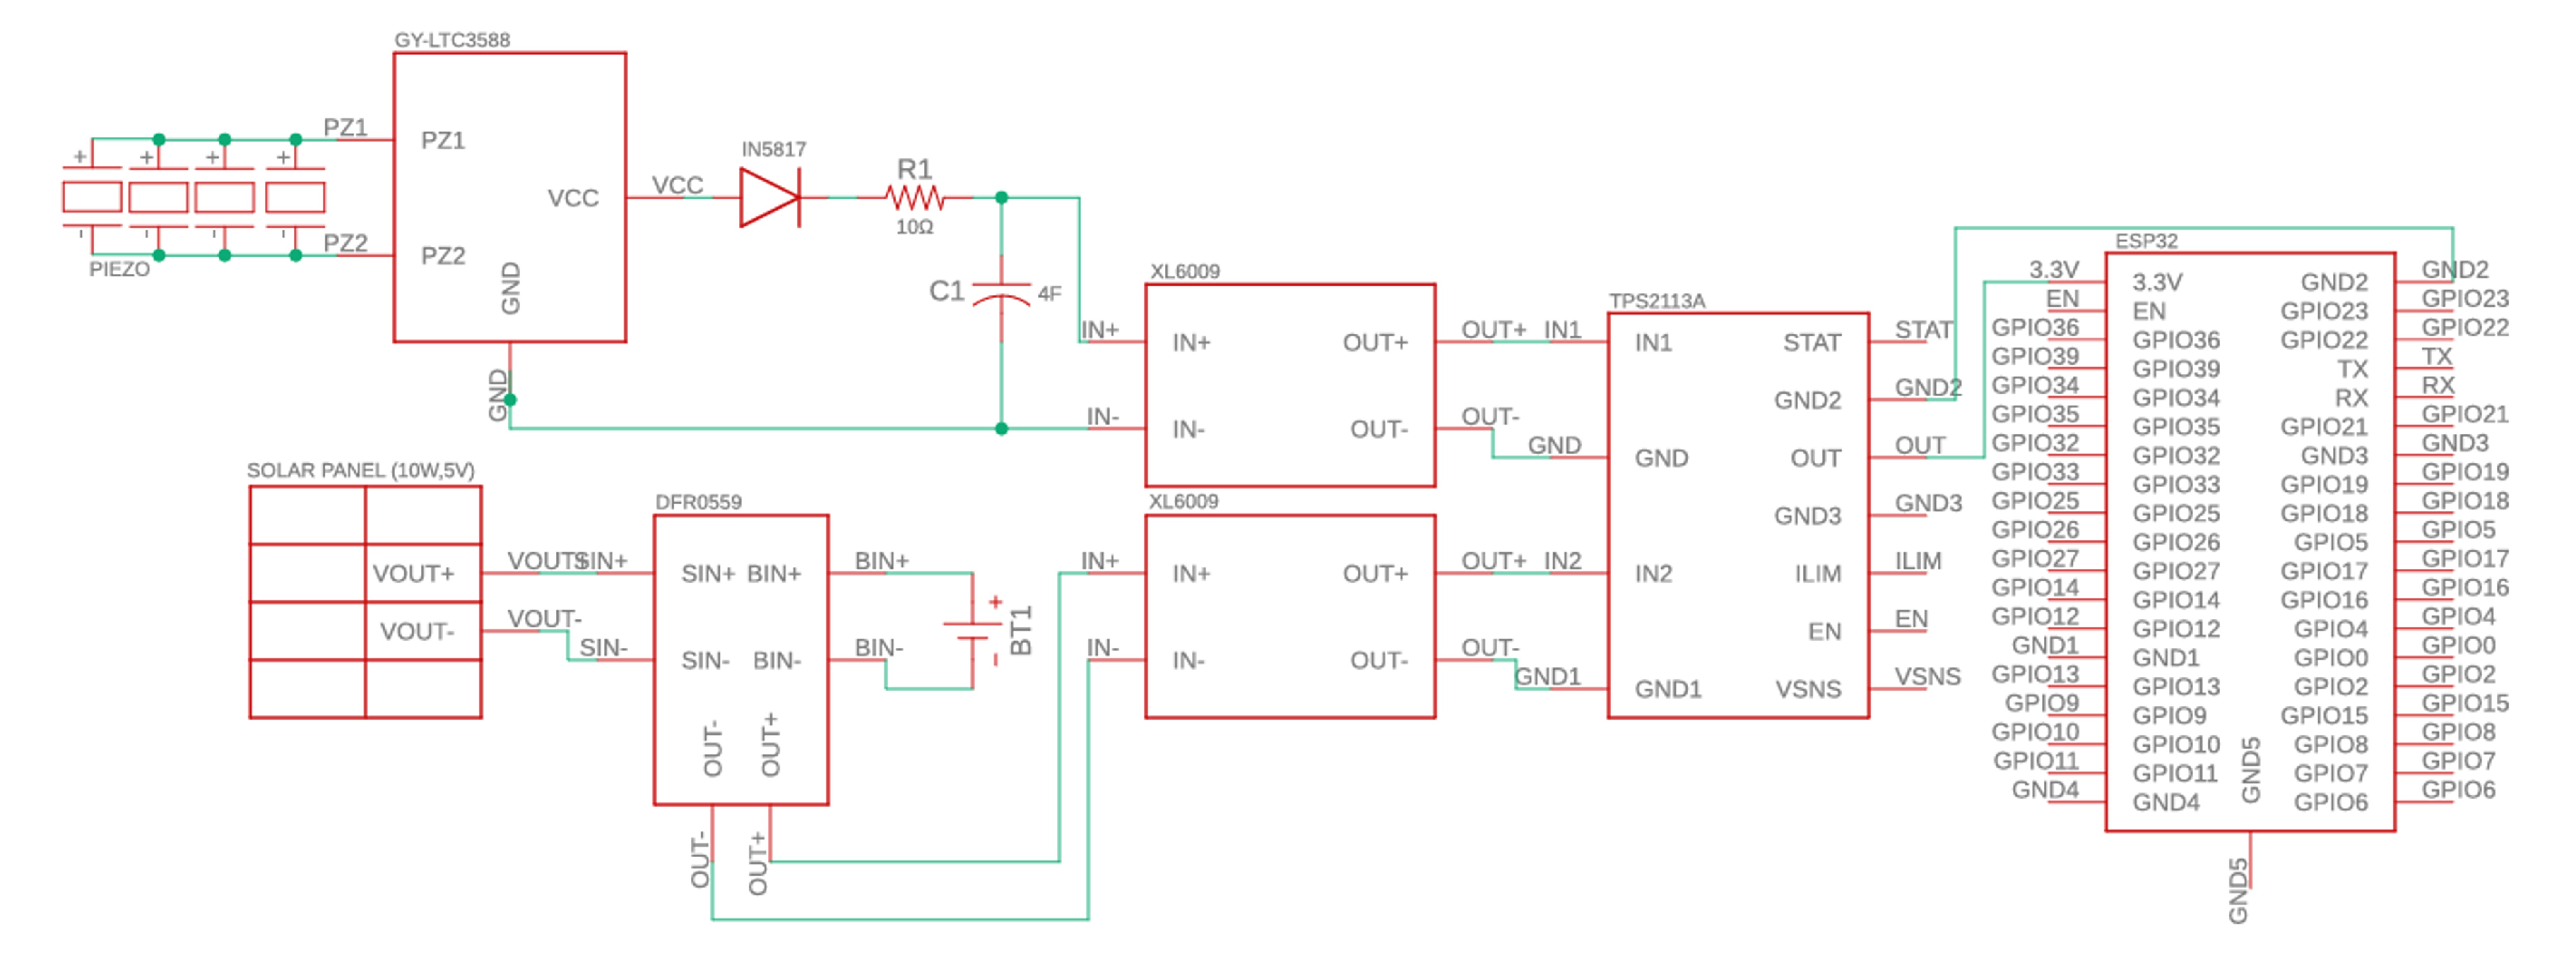 GY-LTC3588
PZ1
PZ1
VCC
VCC
PZ2
PZ2
GND
GND
+
+
+
+
-
-
-
-
PIEZO
IN5817
R1
10Ω
C1
4F
SOLAR PANEL (10W,5V)
VOUT+
VOUT+
VOUT-
VOUT-
DFR0559
SIN+
SIN+
SIN-
SIN-
BIN+
BIN+
BIN-
BIN-
OUT-
OUT+
OUT-
OUT+
+
BT1
-
XL6009
IN+
IN+
OUT+
OUT+
IN-
IN-
OUT-
OUT-
XL6009
IN+
IN+
OUT+
OUT+
IN-
IN-
OUT-
OUT-
TPS2113A
IN1
IN1
STAT
STAT
GND2
GND2
GND
GND
OUT
OUT
GND3
GND3
IN2
IN2
ILIM
ILIM
EN
EN
GND1
GND1
VSNS
VSNS
ESP32
3.3V
3.3V
GND2
GND2
EN
EN
GPIO23
GPIO23
GPIO36
GPIO36
GPIO22
GPIO22
GPIO39
GPIO39
TX
TX
GPIO34
GPIO34
RX
RX
GPIO35
GPIO35
GPIO21
GPIO21
GPIO32
GPIO32
GND3
GND3
GPIO33
GPIO33
GPIO19
GPIO19
GPIO25
GPIO25
GPIO18
GPIO18
GPIO26
GPIO26
GPIO5
GPIO5
GPIO27
GPIO27
GPIO17
GPIO17
GPIO14
GPIO14
GPIO16
GPIO16
GPIO12
GPIO12
GPIO4
GPIO4
GND1
GND1
GPIO0
GPIO0
GPIO13
GPIO13
GPIO2
GPIO2
GPIO9
GPIO9
GPIO15
GPIO15
GPIO10
GPIO10
GPIO8
GPIO8
GPIO11
GPIO11
GPIO7
GPIO7
GND4
GND4
GPIO6
GPIO6
GND5
GND5